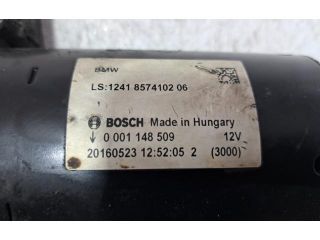 BMW
LS:1241 8574102 06
BOSCH Made in Hungary
0 001 148 509 12V
20160523 12:52:05 2 (3000)